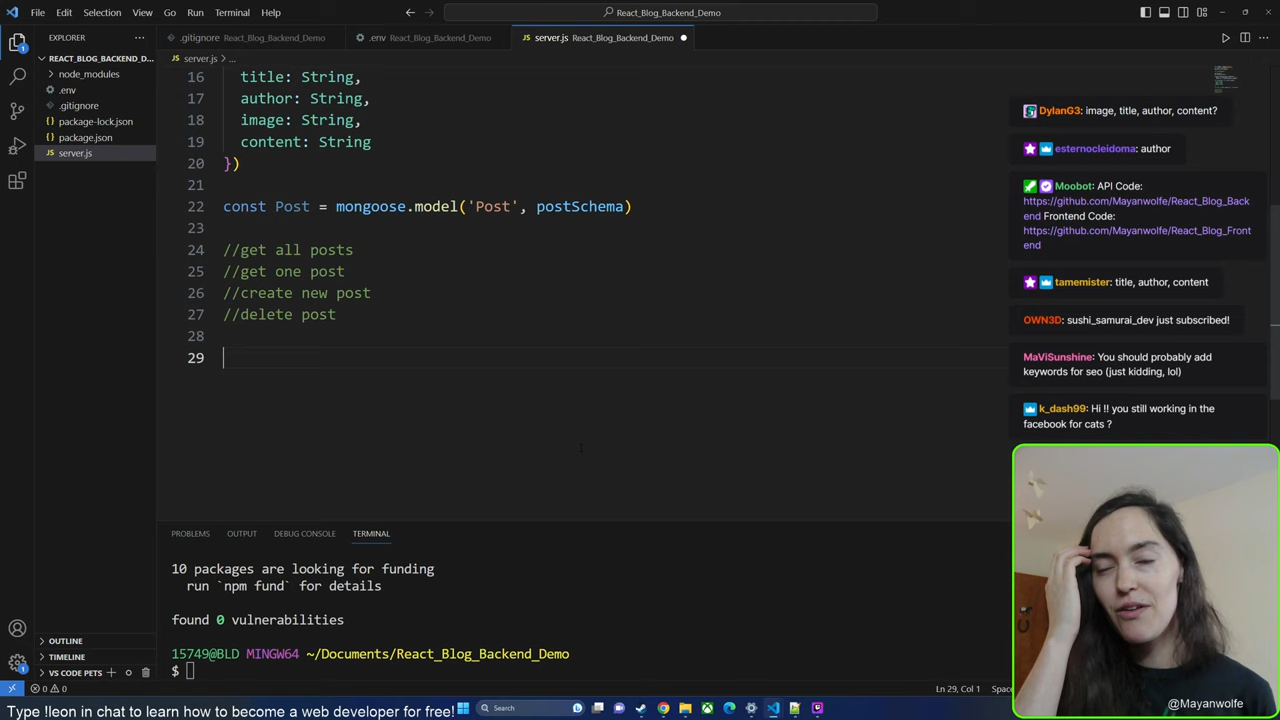 File Edit Selection View Go Run Terminal Help
React_Blog_Backend_Demo
EXPLORER
REACT_BLOG_BACKEND_D...
node_modules
.env
.gitignore
package-lock.json
package.json
server.js
OUTLINE
TIMELINE
VS CODE PETS
.gitignore React_Blog_Backend_Demo
.env React_Blog_Backend_Demo
JS server.js React_Blog_Backend_Demo
JS server.js > ...
16 title: String,
17 author: String,
18 image: String,
19 content: String
20 })
21
22 const Post = mongoose.model('Post', postSchema)
23
24 //get all posts
25 //get one post
26 //create new post
27 //delete post
28
29
PROBLEMS OUTPUT DEBUG CONSOLE TERMINAL
10 packages are looking for funding
run `npm fund` for details
found 0 vulnerabilities
15749@BLD MINGW64 ~/Documents/React_Blog_Backend_Demo
$
DylanG3: image, title, author, content?
esternocleidoma: author
Moobot: API Code:
https://github.com/Mayanwolfe/React_Blog_Back
end Frontend Code:
https://github.com/Mayanwolfe/React_Blog_Front
end
tamemister: title, author, content
OWN3D: sushi_samurai_dev just subscribed!
MaViSunshine: You should probably add
keywords for seo (just kidding, lol)
k_dash99: Hi !! you still working in the
facebook for cats ?
@Mayanwolfe
0 0
Ln 29, Col 1 Spac
Type !leon in chat to learn how to become a web developer for free!
Search